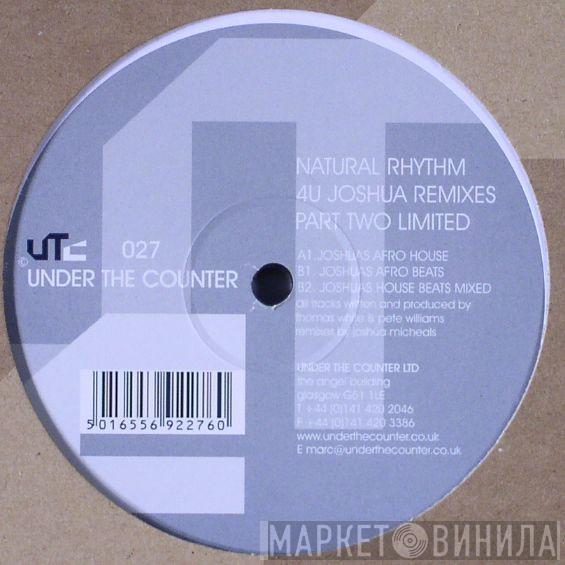 NATURAL RHYTHM
4U JOSHUA REMIXES
PART TWO LIMITED
A1. JOSHUAS AFRO HOUSE
B1. JOSHUAS AFRO BEATS
B2. JOSHUAS HOUSE BEATS MIXED
all tracks written and produced by
thomas white & pete williams
remixed by joshua micheals
UTC 027
© UNDER THE COUNTER
UNDER THE COUNTER LTD
the angel building
glasgow G51 1LE
T +44 (0)141 420 2046
F +44 (0)141 420 3386
www.underthecounter.co.uk
E marc@underthecounter.co.uk
5 016556 922760
МАРКЕТ ВИНИЛА